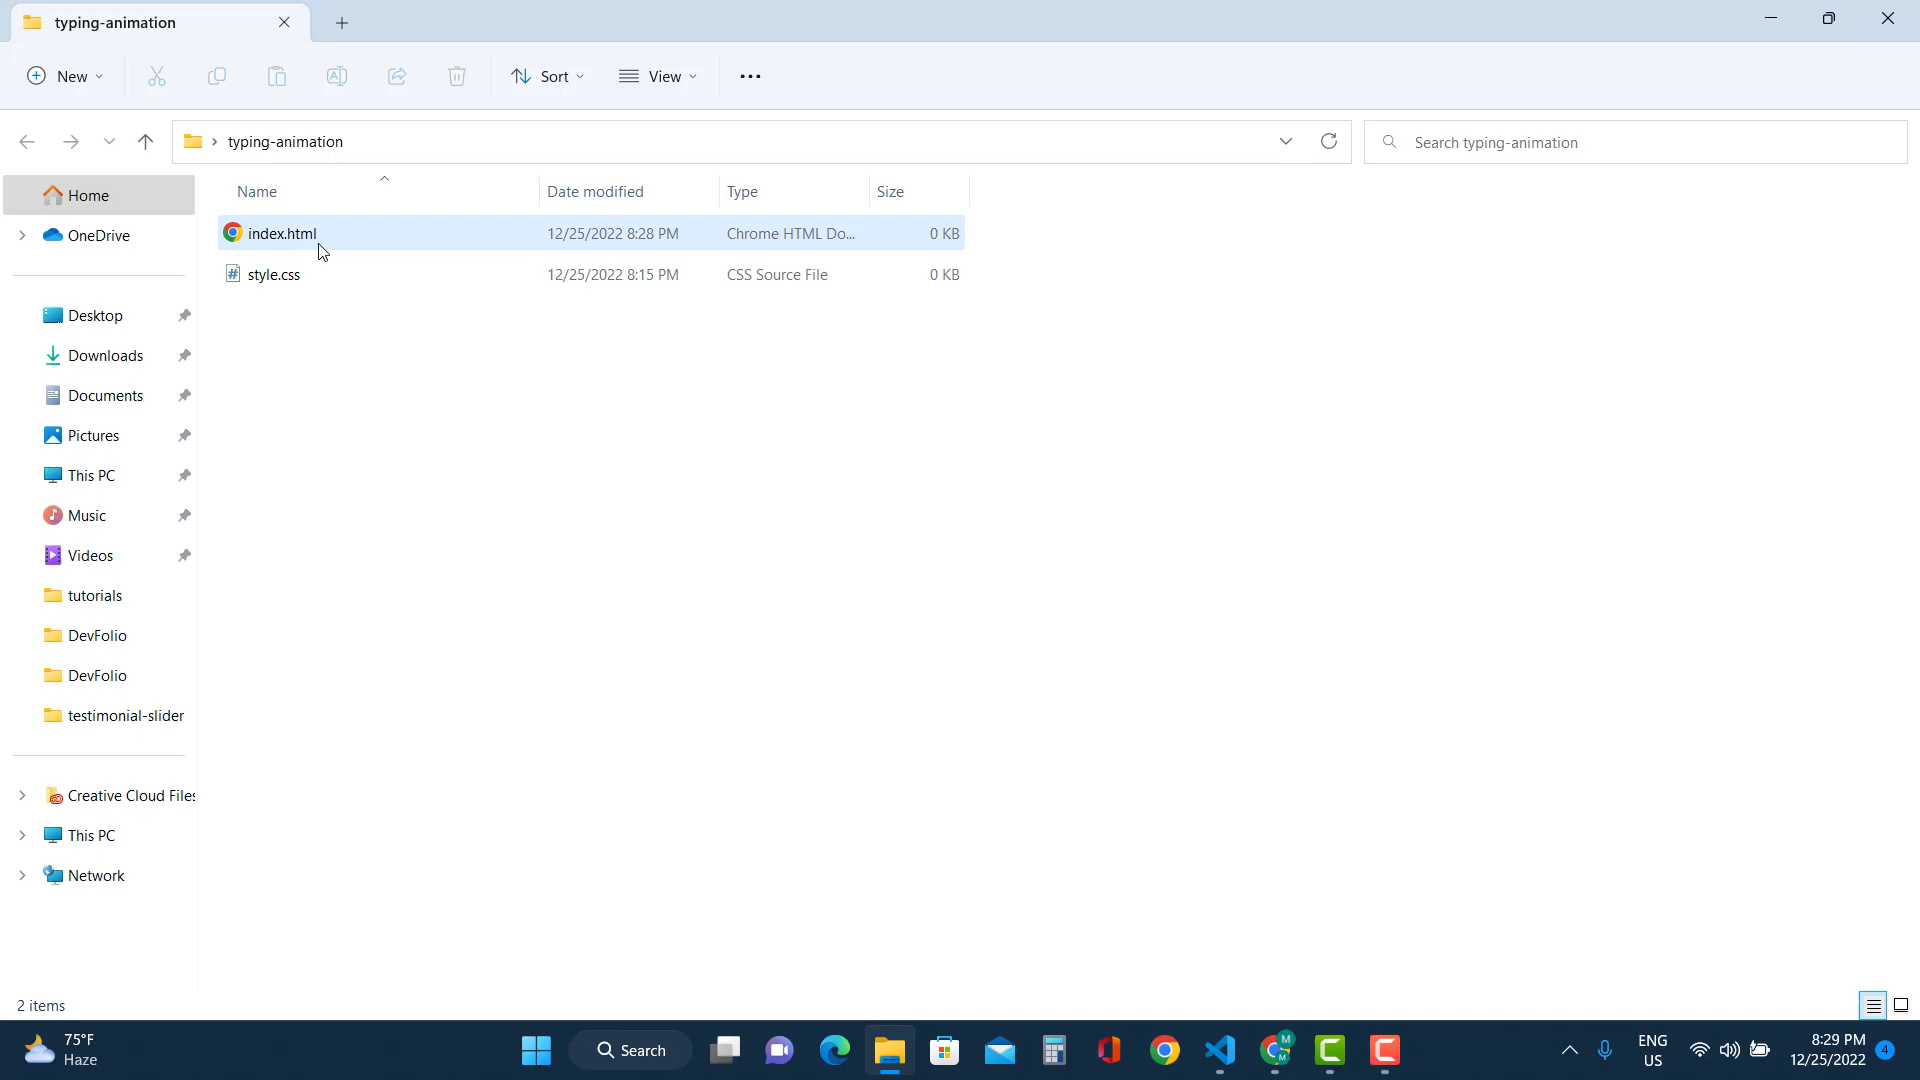 typing-animation
New
Sort
View
typing-animation
Search typing-animation
Name
Date modified
Type
Size
Home
index.html
12/25/2022 8:28 PM
Chrome HTML Do...
0 KB
OneDrive
style.css
12/25/2022 8:15 PM
CSS Source File
0 KB
Desktop
Downloads
Documents
Pictures
This PC
Music
Videos
tutorials
DevFolio
DevFolio
testimonial-slider
Creative Cloud Files
This PC
Network
2 items
75°F
Haze
Search
M
M
ENG
US
8:29 PM
12/25/2022
4